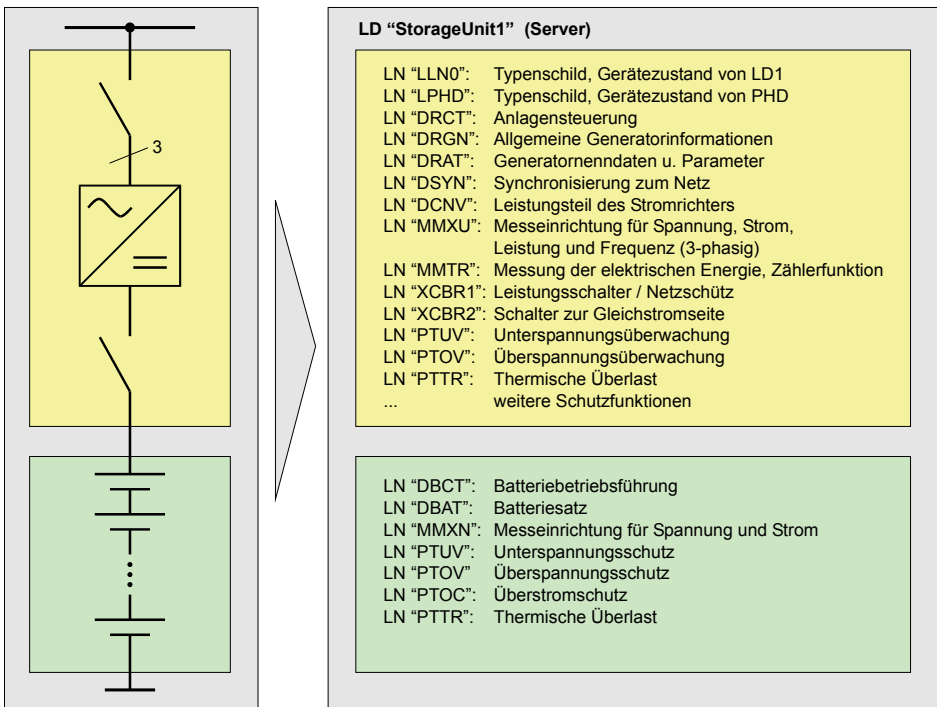 3
LD “StorageUnit1” (Server)
LN “LLN0”: Typenschild, Gerätezustand von LD1
LN “LPHD”: Typenschild, Gerätezustand von PHD
LN “DRCT”: Anlagensteuerung
LN “DRGN”: Allgemeine Generatorinformationen
LN “DRAT”: Generatornenndaten u. Parameter
LN “DSYN”: Synchronisierung zum Netz
LN “DCNV”: Leistungsteil des Stromrichters
LN “MMXU”: Messeinrichtung für Spannung, Strom,
Leistung und Frequenz (3-phasig)
LN “MMTR”: Messung der elektrischen Energie, Zählerfunktion
LN “XCBR1”: Leistungsschalter / Netzschütz
LN “XCBR2”: Schalter zur Gleichstromseite
LN “PTUV”: Unterspannungsüberwachung
LN “PTOV”: Überspannungsüberwachung
LN “PTTR”: Thermische Überlast
... weitere Schutzfunktionen
LN “DBCT”: Batteriebetriebsführung
LN “DBAT”: Batteriesatz
LN “MMXN”: Messeinrichtung für Spannung und Strom
LN “PTUV”: Unterspannungsschutz
LN “PTOV” Überspannungsschutz
LN “PTOC”: Überstromschutz
LN “PTTR”: Thermische Überlast